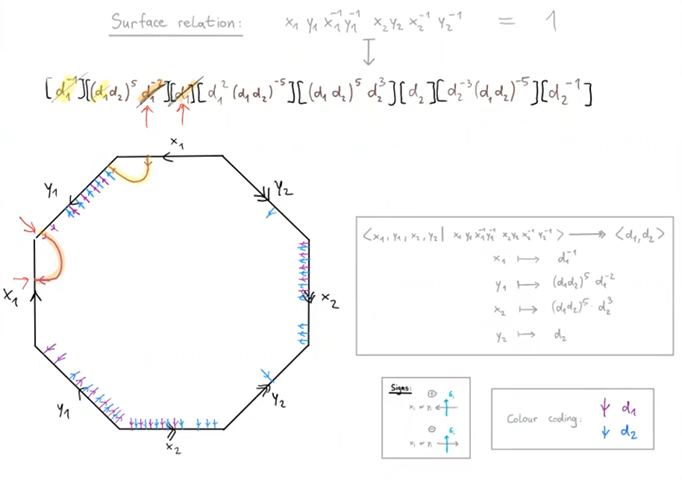 Surface relation: x₁ y₁ x₁⁻¹ y₁⁻¹ x₂ y₂ x₂⁻¹ y₂⁻¹ = 1
[d₁⁻¹][(d₁d₂)⁵ d₁⁻²][d₁][d₁² (d₁d₂)⁻⁵][(d₁d₂)⁵ d₂³][d₂][d₂⁻³(d₁d₂)⁻⁵][d₂⁻¹]
x₁
y₁
y₂
x₁
x₂
y₁
y₂
x₂
<x₁, y₁, x₂, y₂ | x₁ y₁ x₁⁻¹ y₁⁻¹ x₂ y₂ x₂⁻¹ y₂⁻¹> ↠ <d₁, d₂>
x₁ ↦ d₁⁻¹
y₁ ↦ (d₁d₂)⁵ d₁⁻²
x₂ ↦ (d₁d₂)⁵ · d₂³
y₂ ↦ d₂
Signs:
⊕
⊖
Colour coding: ↓ d₁
↓ d₂